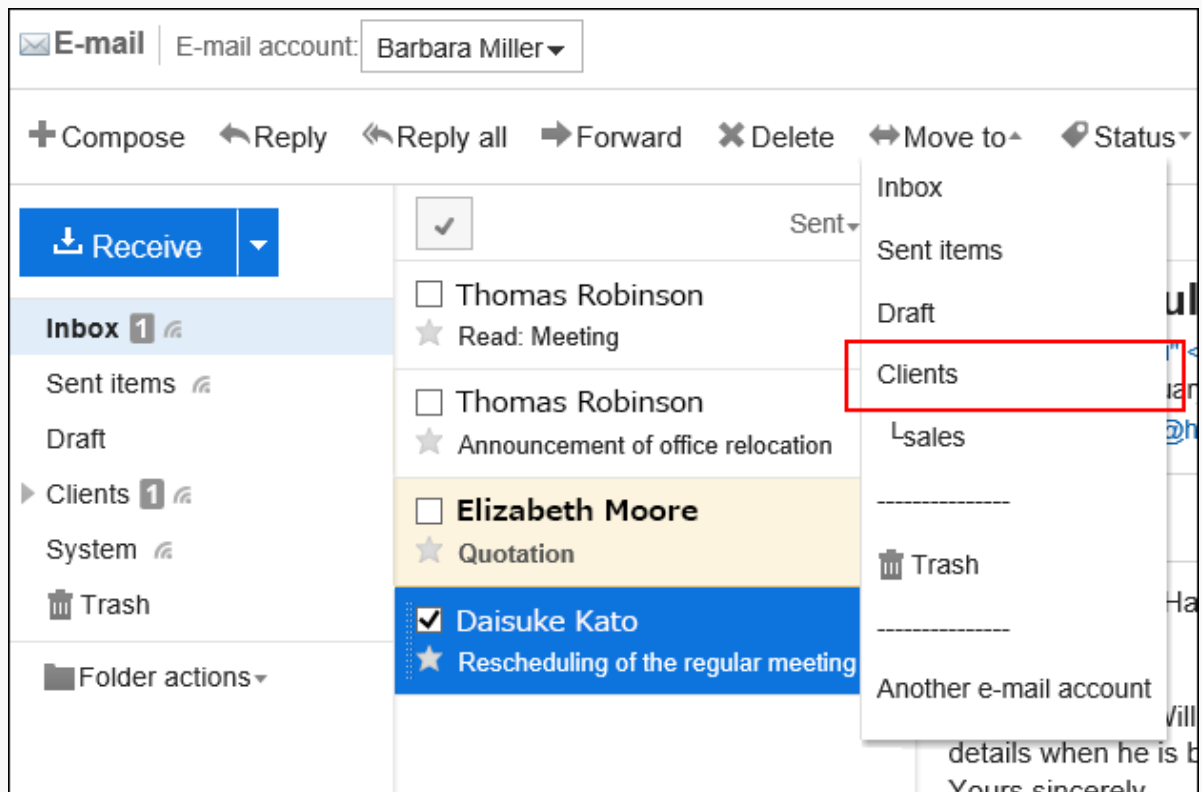 E-mail
E-mail account:
Barbara Miller
Compose
Reply
Reply all
Forward
Delete
Move to
Status
Receive
Inbox 1
Sent items
Draft
Clients 1
System
Trash
Folder actions
Sent
Thomas Robinson
Read: Meeting
Thomas Robinson
Announcement of office relocation
Elizabeth Moore
Quotation
Daisuke Kato
Rescheduling of the regular meeting
Inbox
Sent items
Draft
Clients
└sales
---------------
Trash
---------------
Another e-mail account
details when he is
Yours sincerely